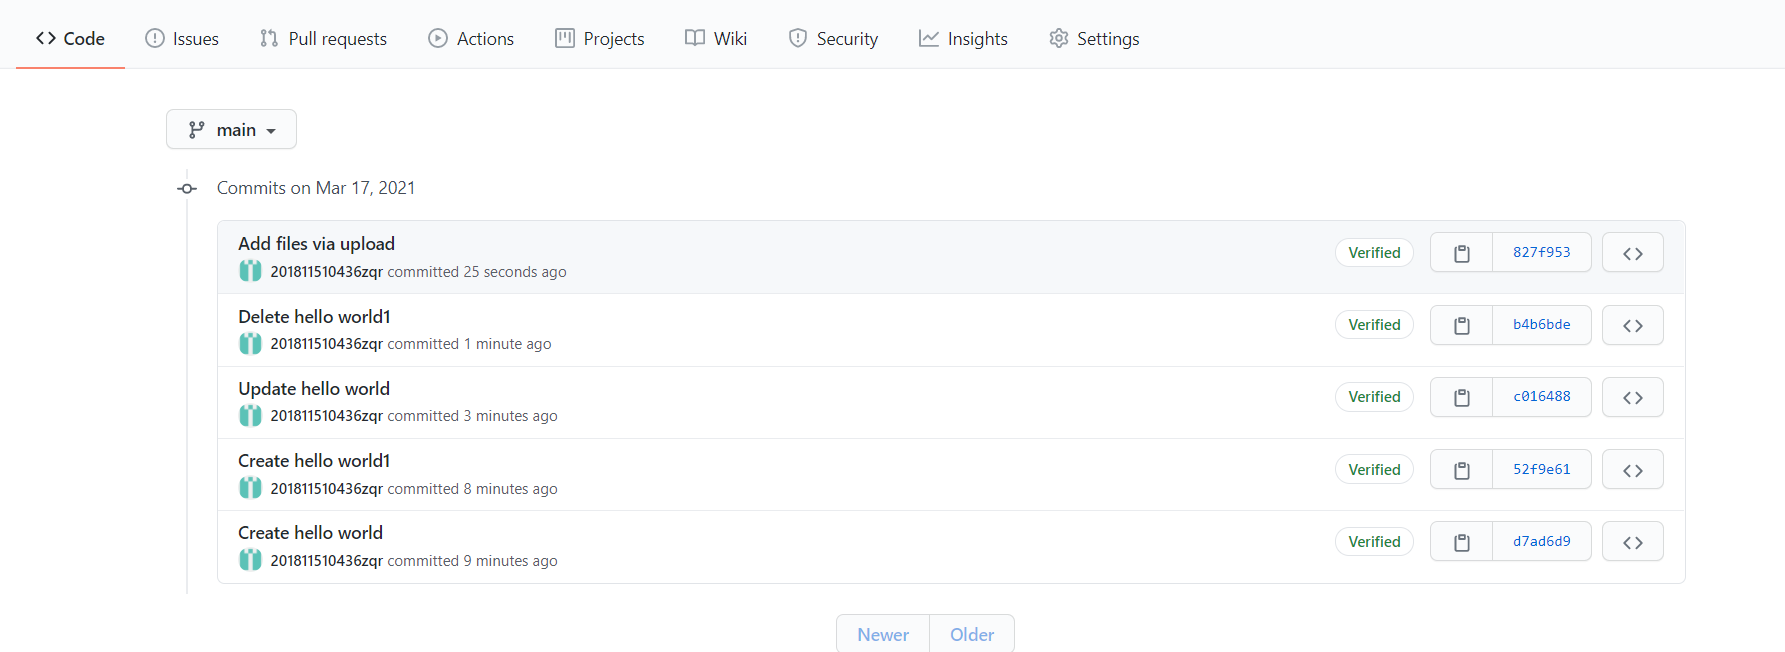 Code Issues Pull requests Actions Projects Wiki Security Insights Settings
main
Commits on Mar 17, 2021
Add files via upload
201811510436zqr committed 25 seconds ago
Verified 827f953
Delete hello world1
201811510436zqr committed 1 minute ago
Verified b4b6bde
Update hello world
201811510436zqr committed 3 minutes ago
Verified c016488
Create hello world1
201811510436zqr committed 8 minutes ago
Verified 52f9e61
Create hello world
201811510436zqr committed 9 minutes ago
Verified d7ad6d9
Newer Older